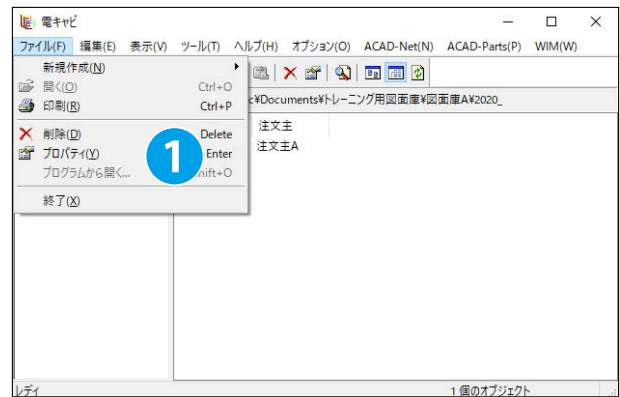 電キャビ
ファイル(F) 編集(E) 表示(V) ツール(T) ヘルプ(H) オプション(O) ACAD-Net(N) ACAD-Parts(P) WIM(W)
新規作成(N)
開く(O) Ctrl+O
印刷(R) Ctrl+P
c¥Documents¥トレーニング用図面庫¥図面庫A¥2020_
注文主
削除(D) Delete
注文主A
プロパティ(Y) Enter
1
プログラムから開く...
終了(X)
レディ 1 個のオブジェクト